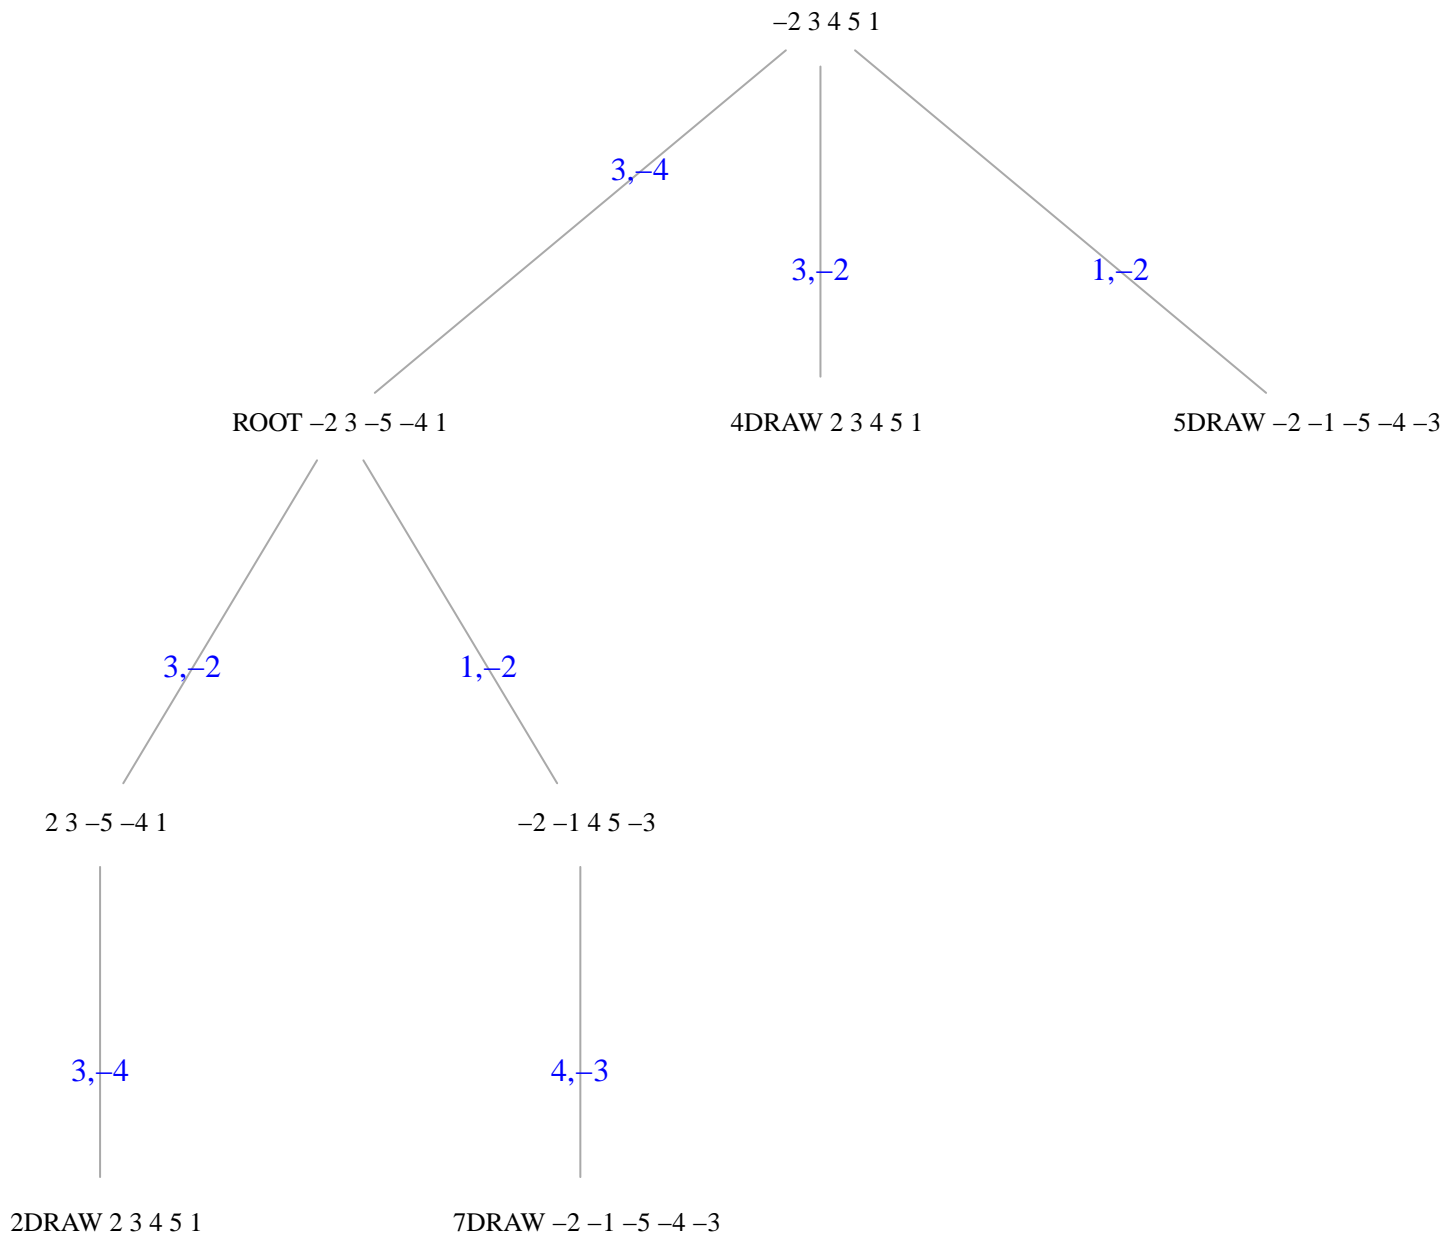 –2 3 4 5 1
3,–4
3,–2
1,–2
ROOT –2 3 –5 –4 1
4DRAW 2 3 4 5 1
5DRAW –2 –1 –5 –4 –3
3,–2
1,–2
2 3 –5 –4 1
–2 –1 4 5 –3
3,–4
4,–3
2DRAW 2 3 4 5 1
7DRAW –2 –1 –5 –4 –3